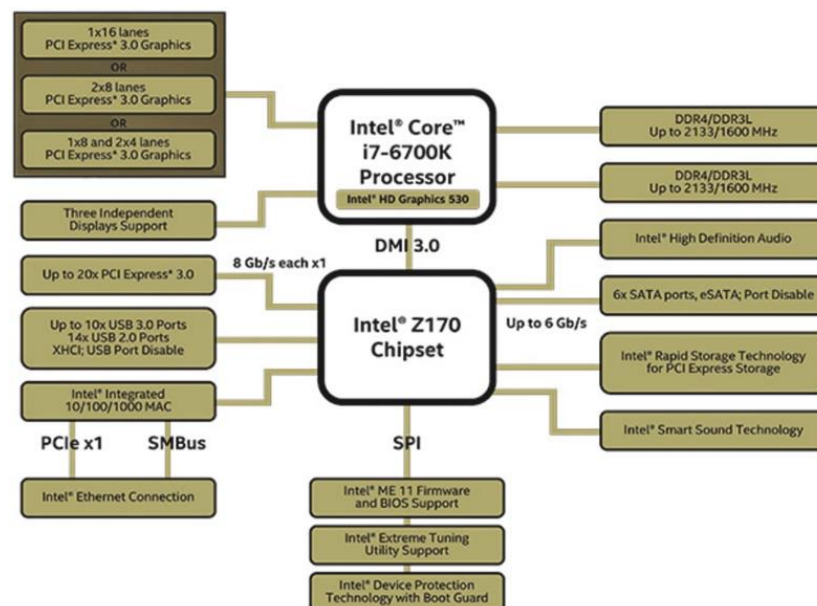 1x16 lanes
PCI Express* 3.0 Graphics
OR
2x8 lanes
PCI Express* 3.0 Graphics
OR
1x8 and 2x4 lanes
PCI Express* 3.0 Graphics
Three Independent
Displays Support
Intel® Core™
i7-6700K
Processor
Intel® HD Graphics 530
DDR4/DDR3L
Up to 2133/1600 MHz
DDR4/DDR3L
Up to 2133/1600 MHz
DMI 3.0
Up to 20x PCI Express* 3.0
8 Gb/s each x1
Up to 10x USB 3.0 Ports
14x USB 2.0 Ports
XHCI; USB Port Disable
Intel® Integrated
10/100/1000 MAC
PCIe x1
SMBus
Intel® Ethernet Connection
Intel® Z170
Chipset
Intel® High Definition Audio
6x SATA ports, eSATA; Port Disable
Up to 6 Gb/s
Intel® Rapid Storage Technology
for PCI Express Storage
Intel® Smart Sound Technology
SPI
Intel® ME 11 Firmware
and BIOS Support
Intel® Extreme Tuning
Utility Support
Intel® Device Protection
Technology with Boot Guard